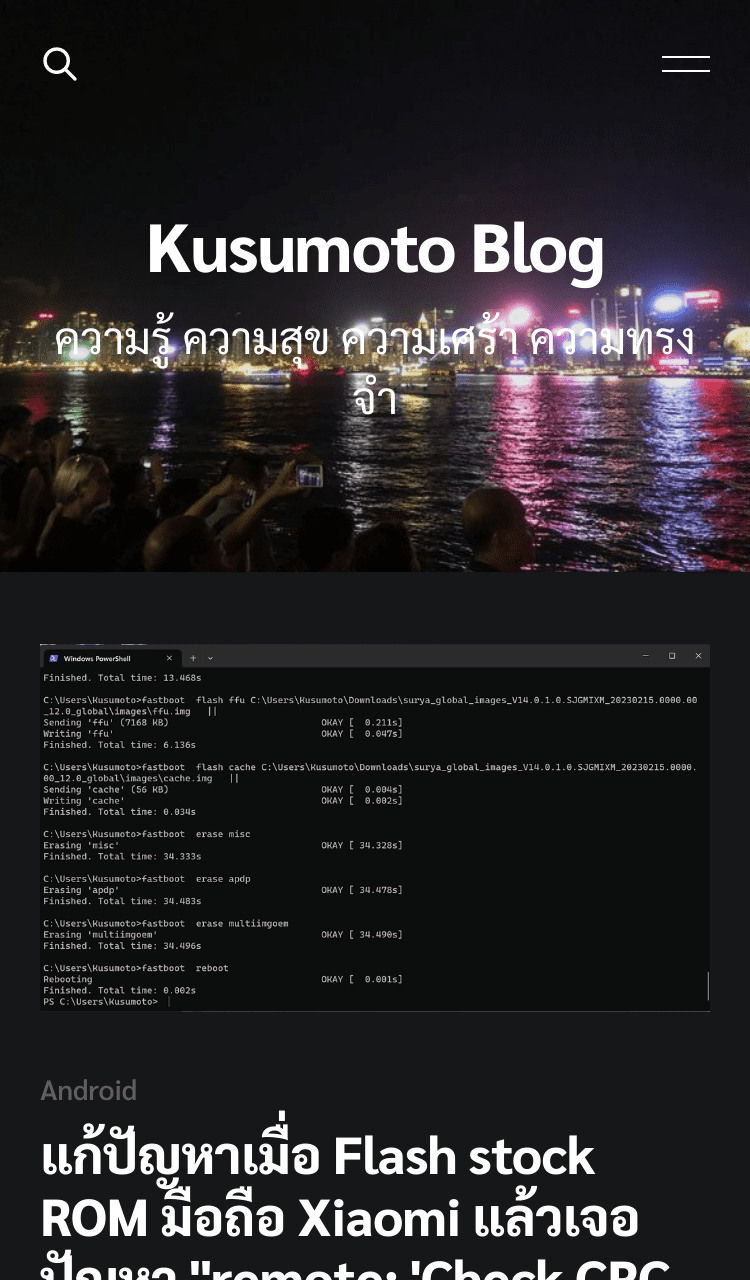 Kusumoto Blog
ความรู้ ความสุข ความเศร้า ความทรง
จำ
Windows PowerShell
Finished. Total time: 13.468s
C:\Users\Kusumoto>fastboot  flash ffu C:\Users\Kusumoto\Downloads\surya_global_images_V14.0.1.0.SJGMIXM_20230215.0000.00
_12.0_global\images\ffu.img   ||
Sending 'ffu' (7168 KB)                            OKAY [  0.211s]
Writing 'ffu'                                      OKAY [  0.047s]
Finished. Total time: 6.136s
C:\Users\Kusumoto>fastboot  flash cache C:\Users\Kusumoto\Downloads\surya_global_images_V14.0.1.0.SJGMIXM_20230215.0000.
00_12.0_global\images\cache.img   ||
Sending 'cache' (56 KB)                            OKAY [  0.004s]
Writing 'cache'                                    OKAY [  0.002s]
Finished. Total time: 0.034s
C:\Users\Kusumoto>fastboot  erase misc
Erasing 'misc'                                     OKAY [ 34.328s]
Finished. Total time: 34.333s
C:\Users\Kusumoto>fastboot  erase apdp
Erasing 'apdp'                                     OKAY [ 34.478s]
Finished. Total time: 34.483s
C:\Users\Kusumoto>fastboot  erase multiimgoem
Erasing 'multiimgoem'                              OKAY [ 34.490s]
Finished. Total time: 34.496s
C:\Users\Kusumoto>fastboot  reboot
Rebooting                                          OKAY [  0.001s]
Finished. Total time: 0.002s
PS C:\Users\Kusumoto>
Android
แก้ปัญหาเมื่อ Flash stock
ROM มือถือ Xiaomi แล้วเจอ
ปัญหา "remote: 'Check CRC